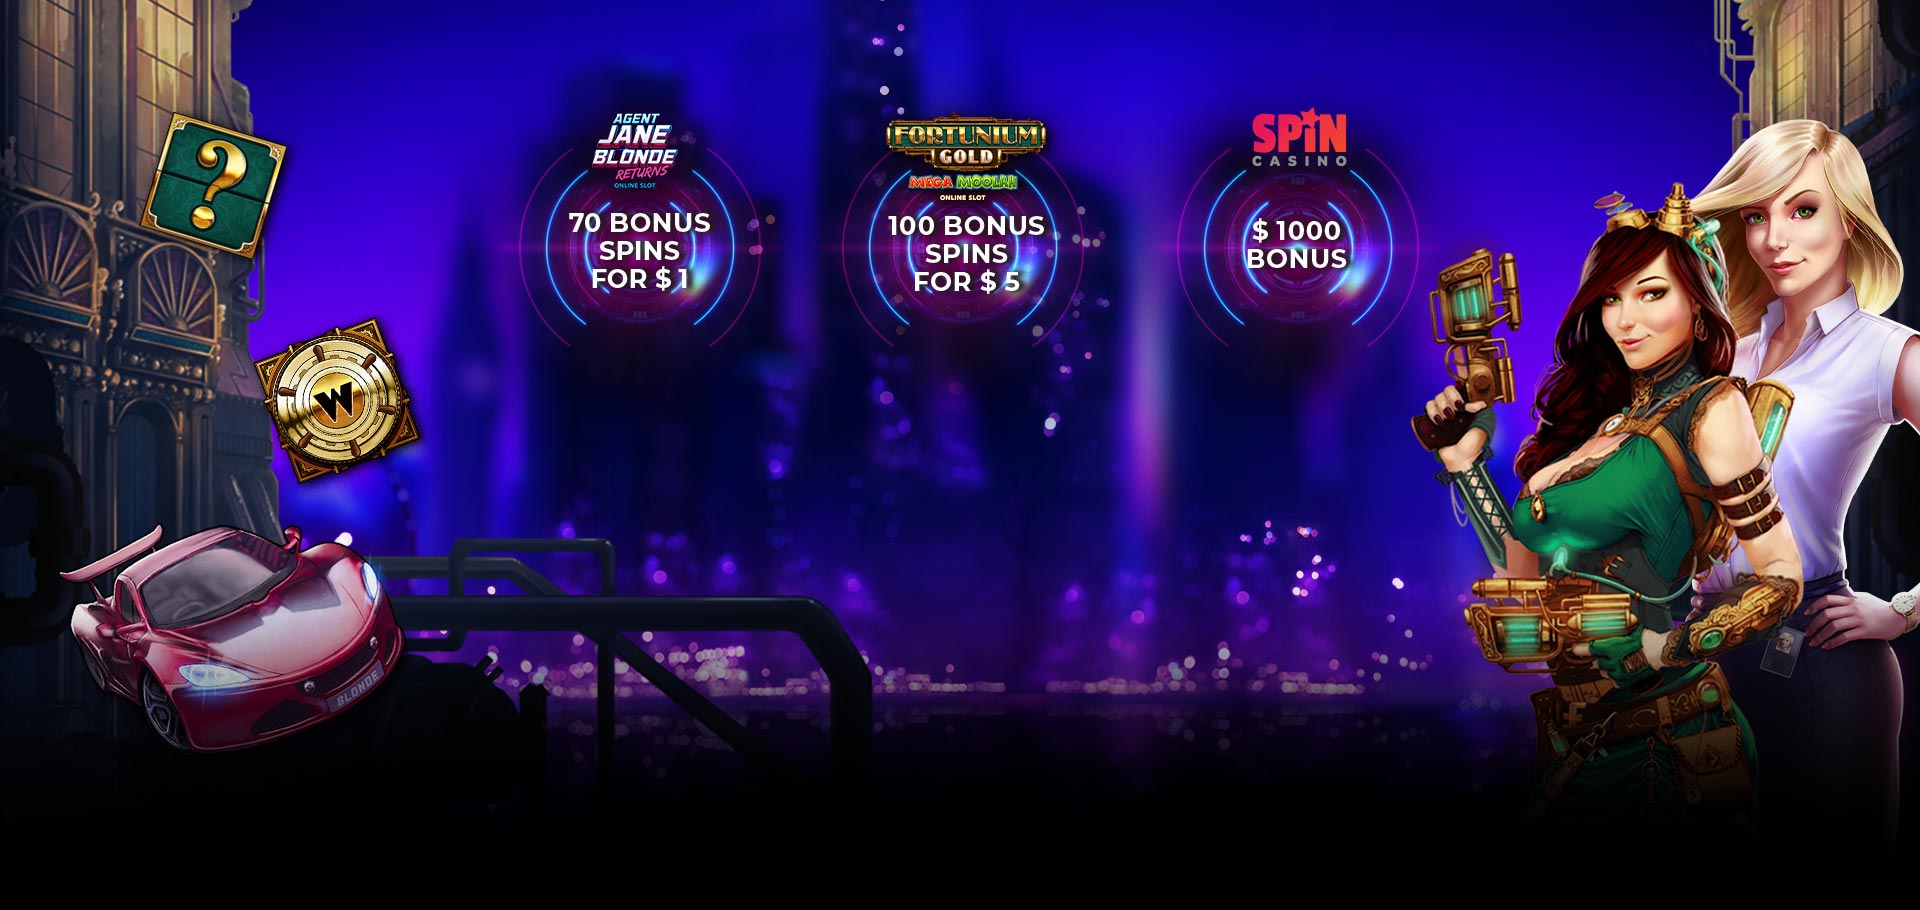 AGENT
JANE
BLONDE
RETURNS
ONLINE SLOT
70 BONUS
SPINS
FOR $ 1
FORTUNIUM
GOLD
MEGA MOOLAH
ONLINE SLOT
100 BONUS
SPINS
FOR $ 5
SPIN
CASINO
$ 1000
BONUS
?
W
BLONDE